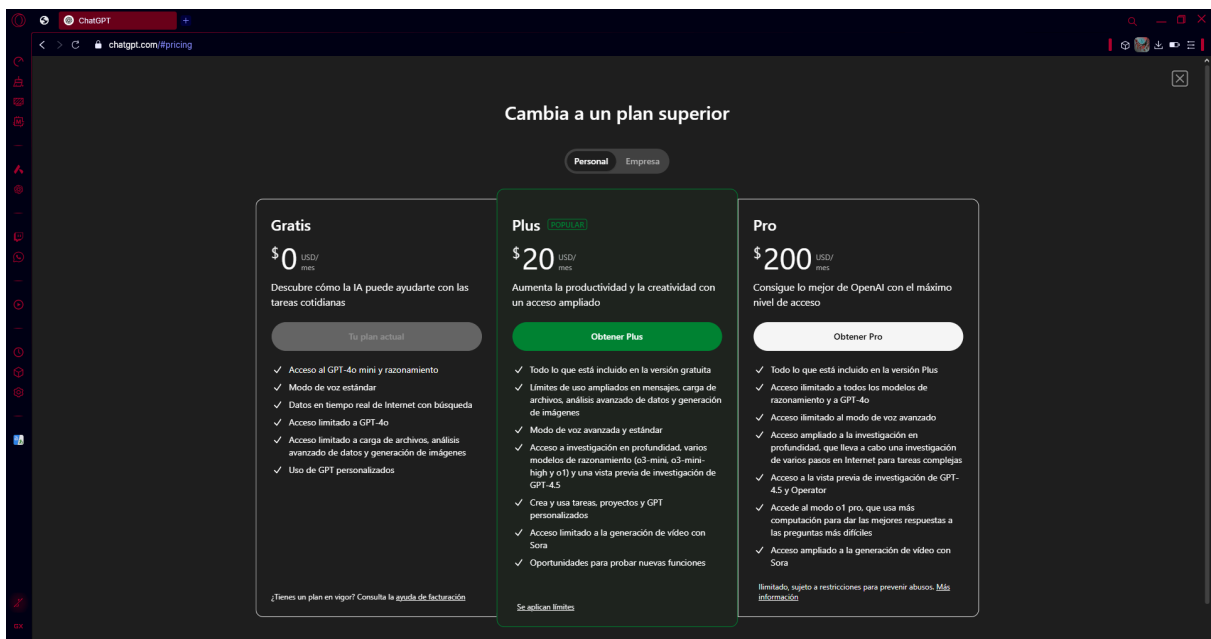 ChatGPT
chatgpt.com/#pricing
Cambia a un plan superior
Personal
Empresa
Gratis
$0 USD/
mes
Descubre cómo la IA puede ayudarte con las
tareas cotidianas
Tu plan actual
Acceso al GPT-4o mini y razonamiento
Modo de voz estándar
Datos en tiempo real de Internet con búsqueda
Acceso limitado a GPT-4o
Acceso limitado a carga de archivos, análisis
avanzado de datos y generación de imágenes
Uso de GPT personalizados
¿Tienes un plan en vigor? Consulta la ayuda de facturación
Plus POPULAR
$20 USD/
mes
Aumenta la productividad y la creatividad con
un acceso ampliado
Obtener Plus
Todo lo que está incluido en la versión gratuita
Límites de uso ampliados en mensajes, carga de
archivos, análisis avanzado de datos y generación
de imágenes
Modo de voz avanzada y estándar
Acceso a investigación en profundidad, varios
modelos de razonamiento (o3-mini, o3-mini-
high y o1) y una vista previa de investigación de
GPT-4.5
Crea y usa tareas, proyectos y GPT
personalizados
Acceso limitado a la generación de vídeo con
Sora
Oportunidades para probar nuevas funciones
Se aplican límites
Pro
$200 USD/
mes
Consigue lo mejor de OpenAI con el máximo
nivel de acceso
Obtener Pro
Todo lo que está incluido en la versión Plus
Acceso ilimitado a todos los modelos de
razonamiento y a GPT-4o
Acceso ilimitado al modo de voz avanzado
Acceso ampliado a la investigación en
profundidad, que lleva a cabo una investigación
de varios pasos en Internet para tareas complejas
Acceso a la vista previa de investigación de GPT-
4.5 y Operator
Accede al modo o1 pro, que usa más
computación para dar las mejores respuestas a
las preguntas más difíciles
Acceso ampliado a la generación de vídeo con
Sora
Ilimitado, sujeto a restricciones para prevenir abusos. Más
información